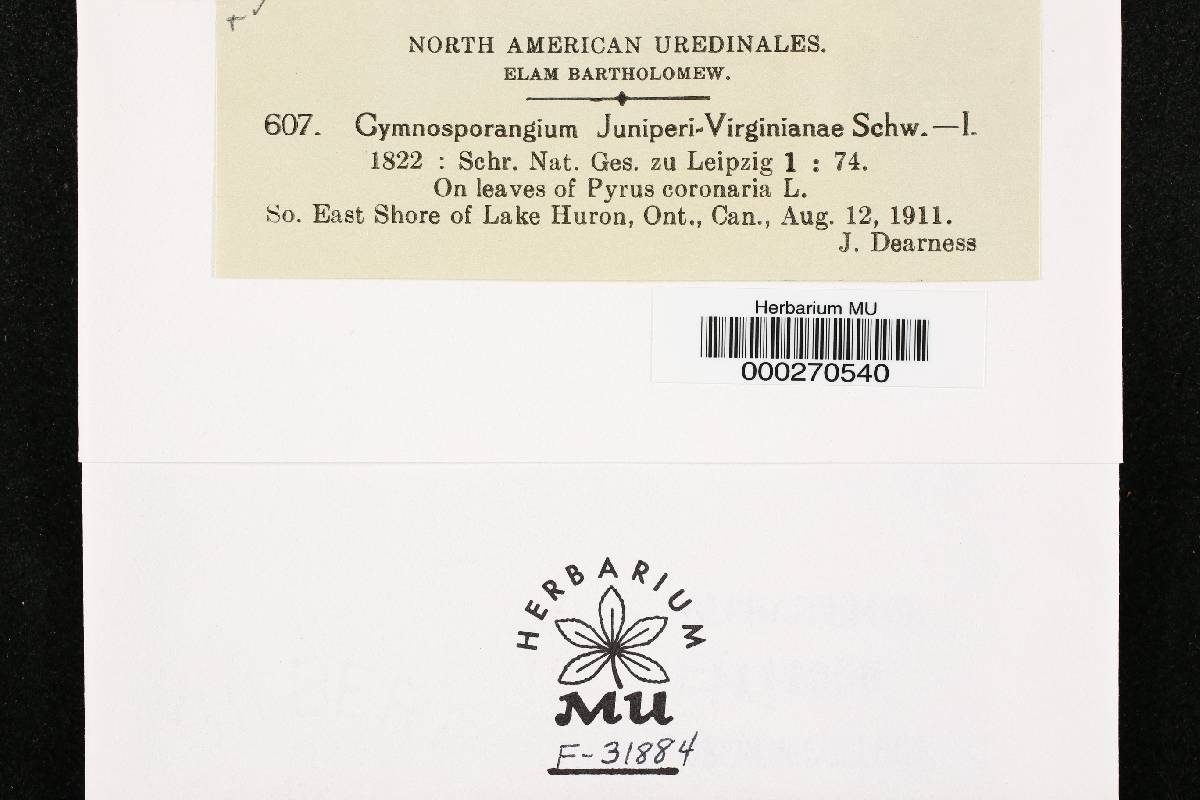 NORTH AMERICAN UREDINALES.
ELAM BARTHOLOMEW.
607. Gymnosporangium Juniperi-Virginianae Schw.—I.
1822 : Schr. Nat. Ges. zu Leipzig 1 : 74.
On leaves of Pyrus coronaria L.
So. East Shore of Lake Huron, Ont., Can., Aug. 12, 1911.
J. Dearness
Herbarium MU
000270540
HERBARIUM
MU
F-31884